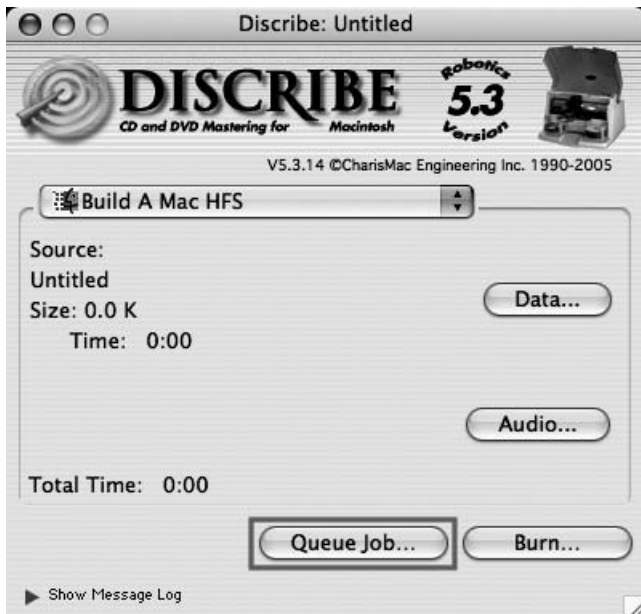 Discribe: Untitled
DISCRIBE
CD and DVD Mastering for Macintosh
Robotics
5.3
Version
V5.3.14 ©CharisMac Engineering Inc. 1990-2005
Build A Mac HFS
Source:
Untitled
Size: 0.0 K
Data...
Time: 0:00
Audio...
Total Time: 0:00
Queue Job... Burn...
Show Message Log